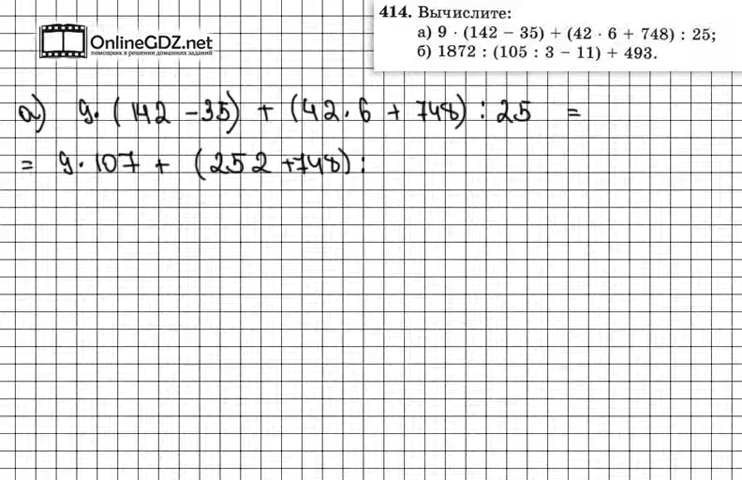 OnlineGDZ.net
помощник в решении домашних заданий
414. Вычислите:
а) 9 · (142 − 35) + (42 · 6 + 748) : 25;
б) 1872 : (105 : 3 − 11) + 493.
а) 9·(142 −35) + (42·6 + 748) : 25 =
= 9·107 + (252 +748) :